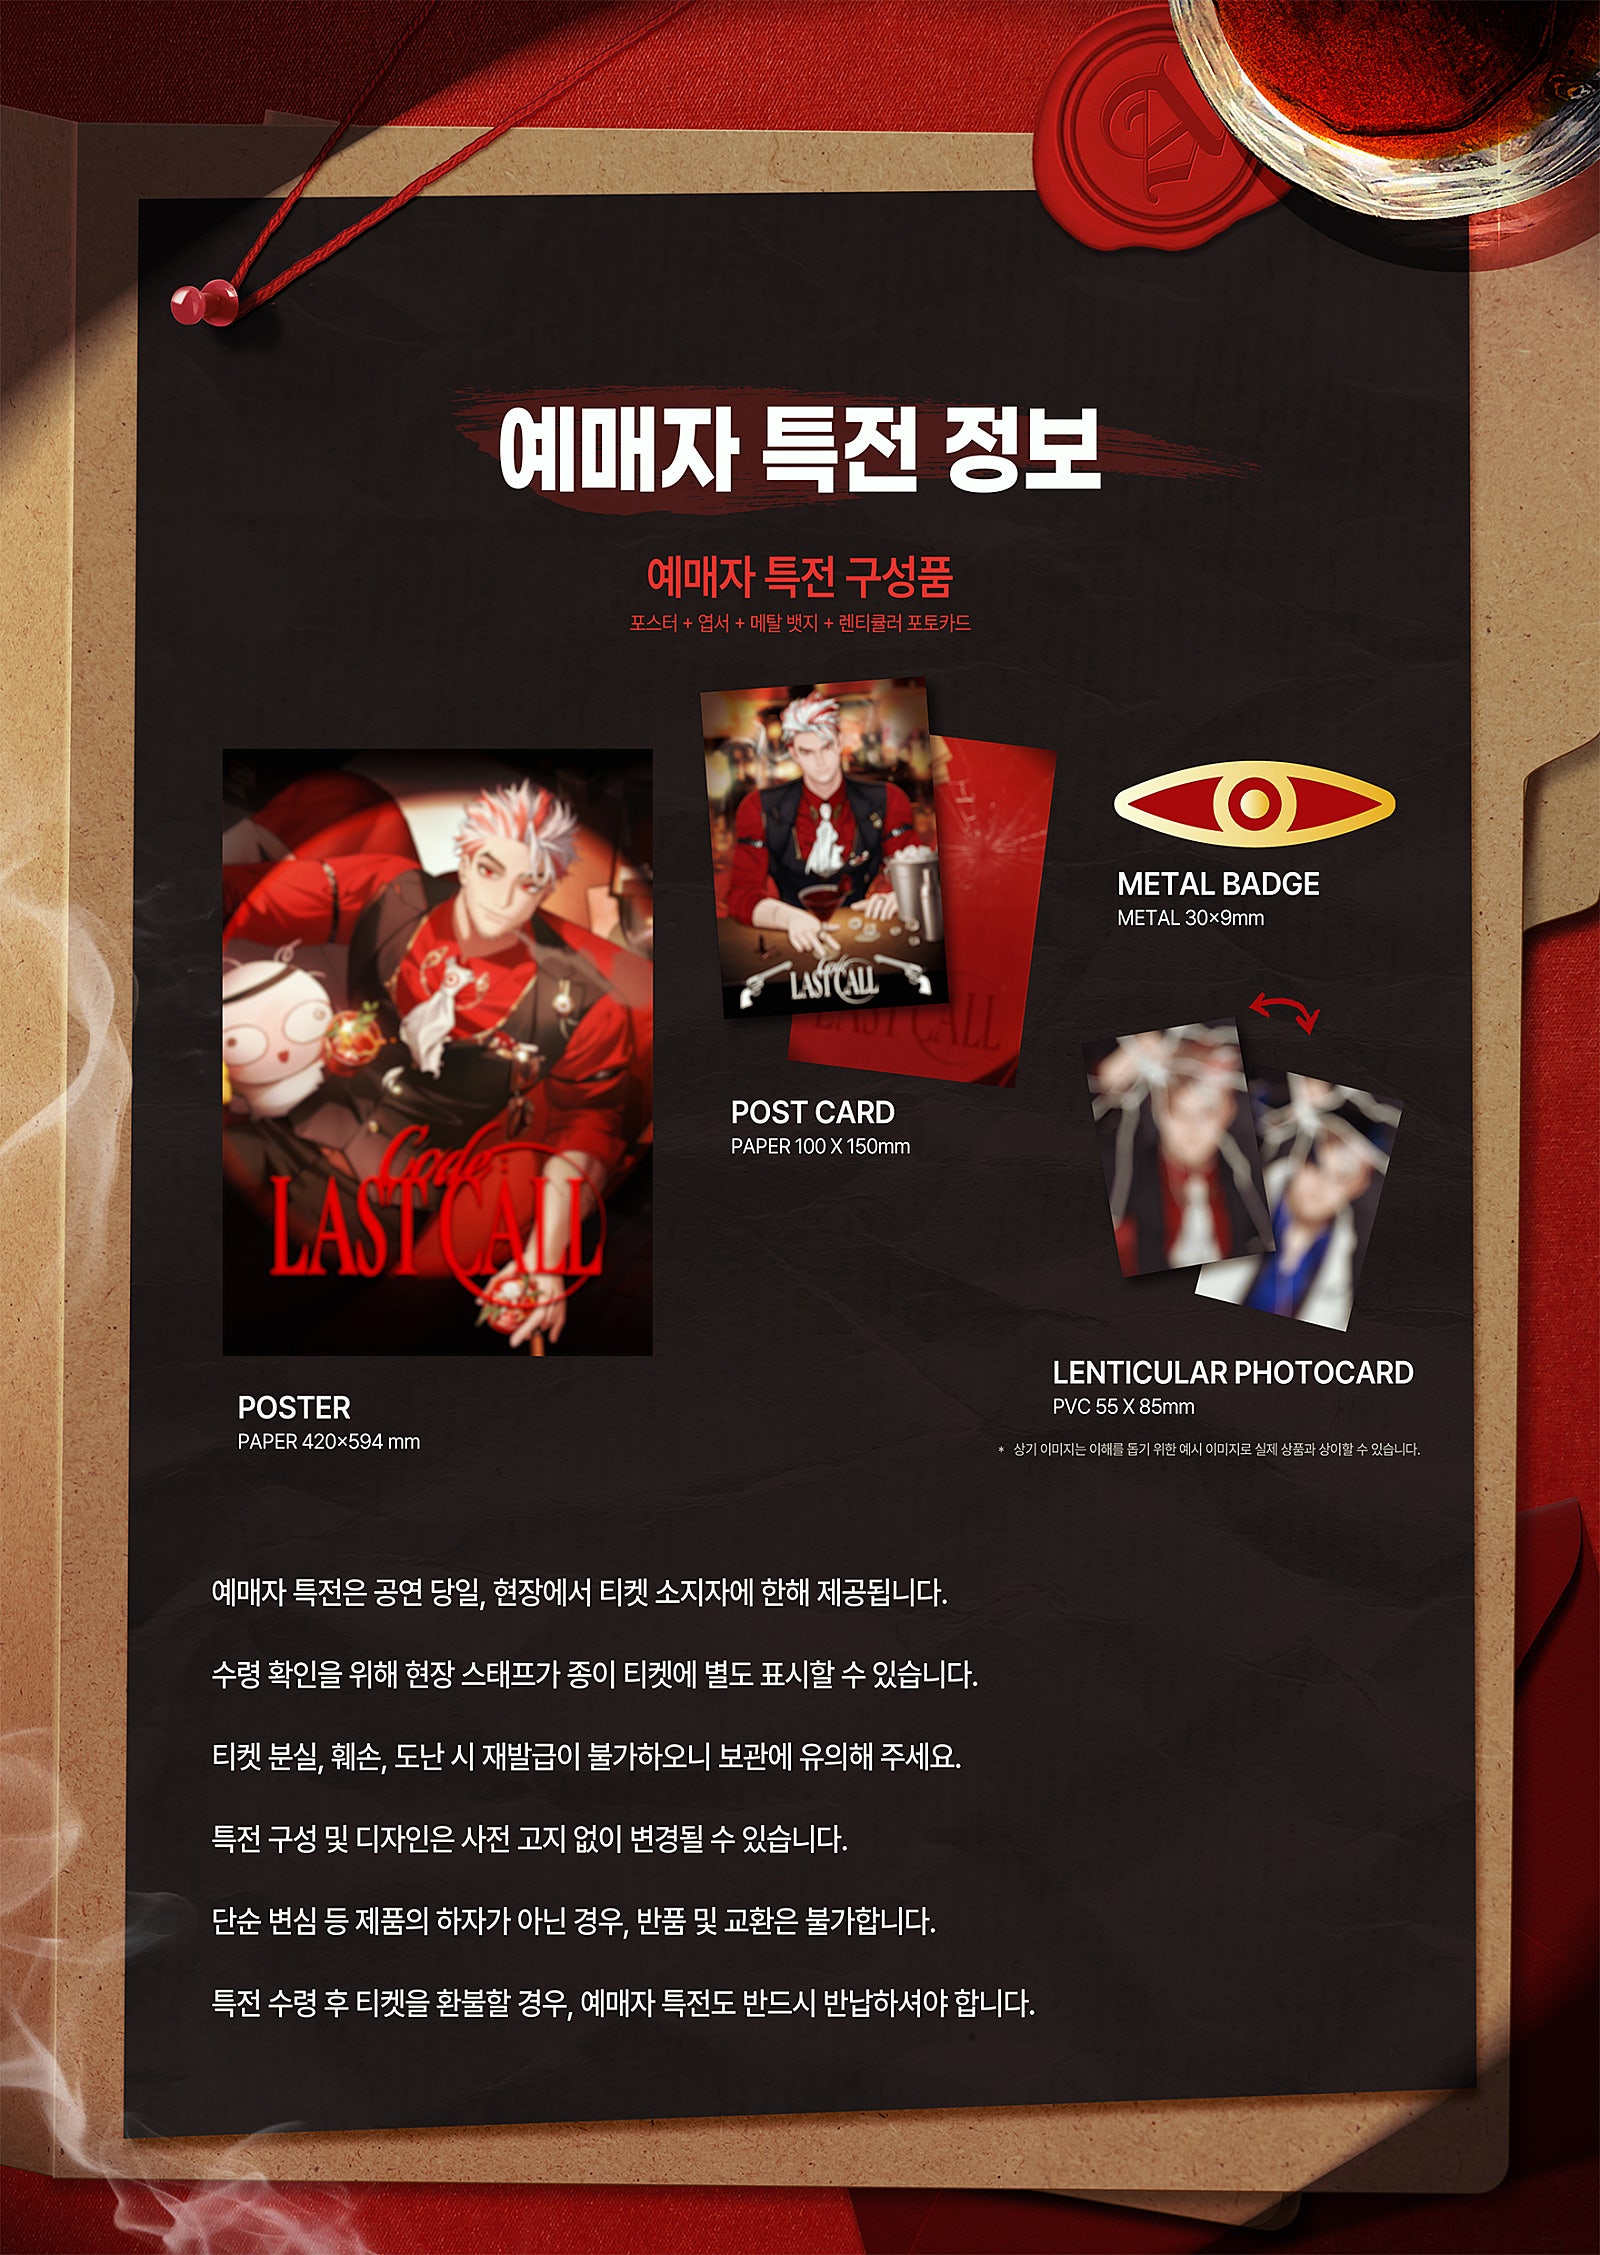 예매자 특전 정보
예매자 특전 구성품
포스터 + 엽서 + 메탈 뱃지 + 렌티큘러 포토카드
Code:
LAST CALL
POSTER
PAPER 420×594 mm
Code
LAST CALL
LAST CALL
POST CARD
PAPER 100 X 150mm
METAL BADGE
METAL 30×9mm
LENTICULAR PHOTOCARD
PVC 55 X 85mm
* 상기 이미지는 이해를 돕기 위한 예시 이미지로 실제 상품과 상이할 수 있습니다.
예매자 특전은 공연 당일, 현장에서 티켓 소지자에 한해 제공됩니다.
수령 확인을 위해 현장 스태프가 종이 티켓에 별도 표시할 수 있습니다.
티켓 분실, 훼손, 도난 시 재발급이 불가하오니 보관에 유의해 주세요.
특전 구성 및 디자인은 사전 고지 없이 변경될 수 있습니다.
단순 변심 등 제품의 하자가 아닌 경우, 반품 및 교환은 불가합니다.
특전 수령 후 티켓을 환불할 경우, 예매자 특전도 반드시 반납하셔야 합니다.